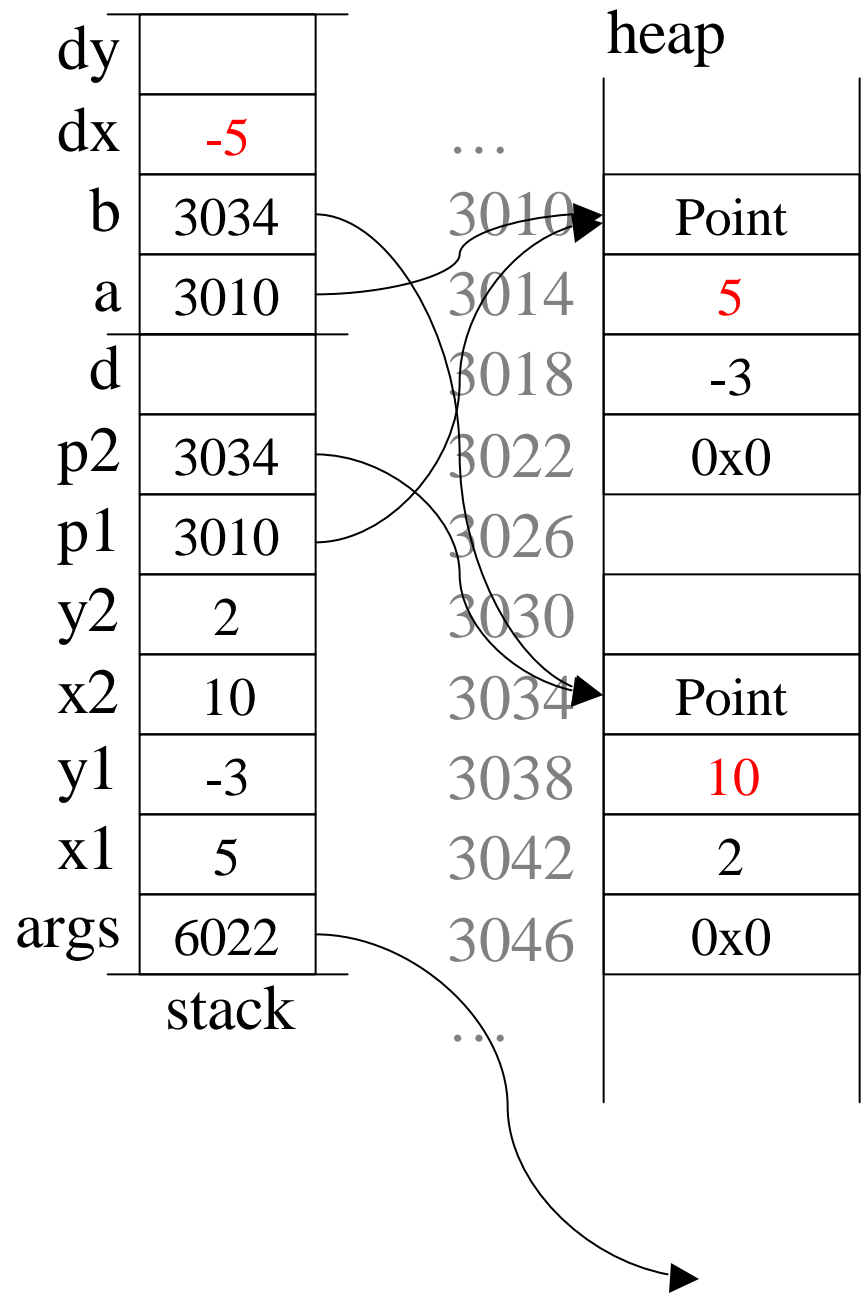 heap
dy
dx -5 …
b 3034 3010 Point
a 3010 3014 5
d 3018 -3
p2 3034 3022 0x0
p1 3010 3026
y2 2 3030
x2 10 3034 Point
y1 -3 3038 10
x1 5 3042 2
args 6022 3046 0x0
stack
…